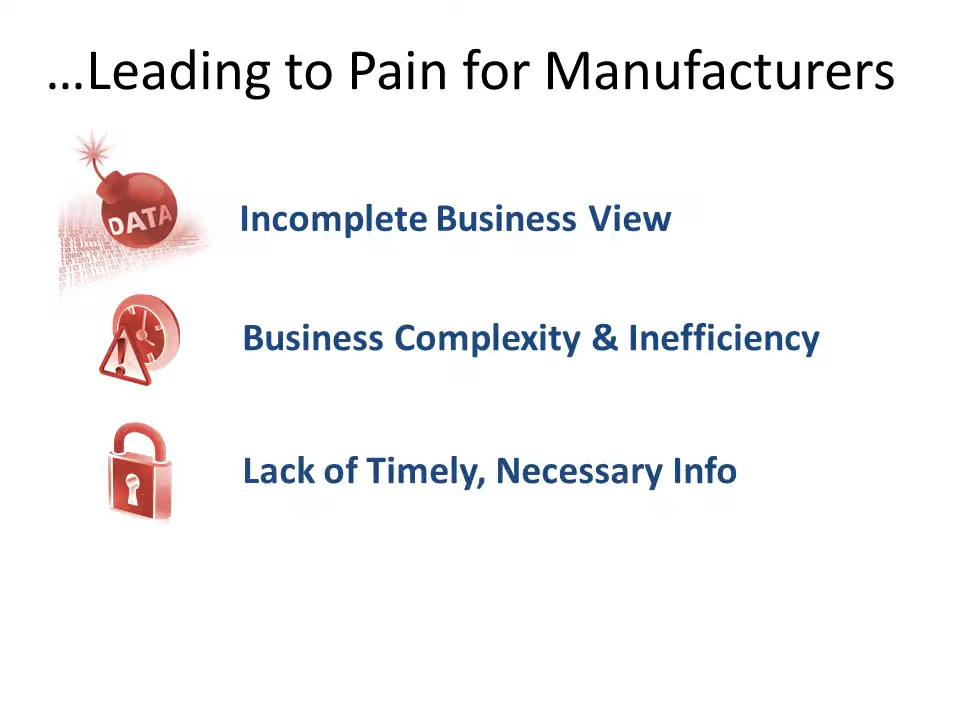 ...Leading to Pain for Manufacturers
DATA
Incomplete Business View
Business Complexity & Inefficiency
Lack of Timely, Necessary Info